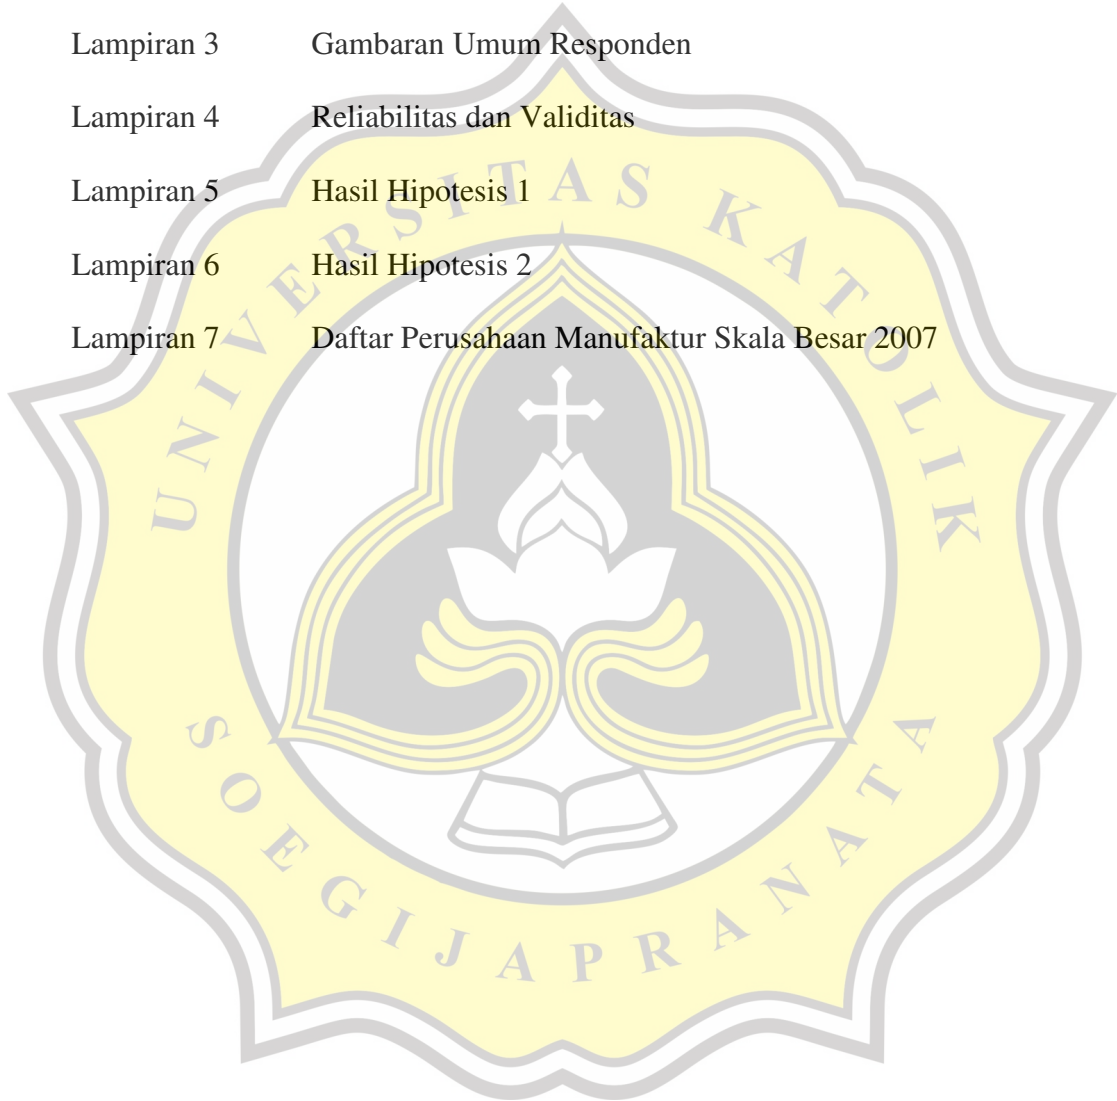 Lampiran 3 Gambaran Umum Responden
Lampiran 4 Reliabilitas dan Validitas
Lampiran 5 Hasil Hipotesis 1
Lampiran 6 Hasil Hipotesis 2
Lampiran 7 Daftar Perusahaan Manufaktur Skala Besar 2007
UNIVERSITAS KATOLIK
SOEGIJAPRANATA